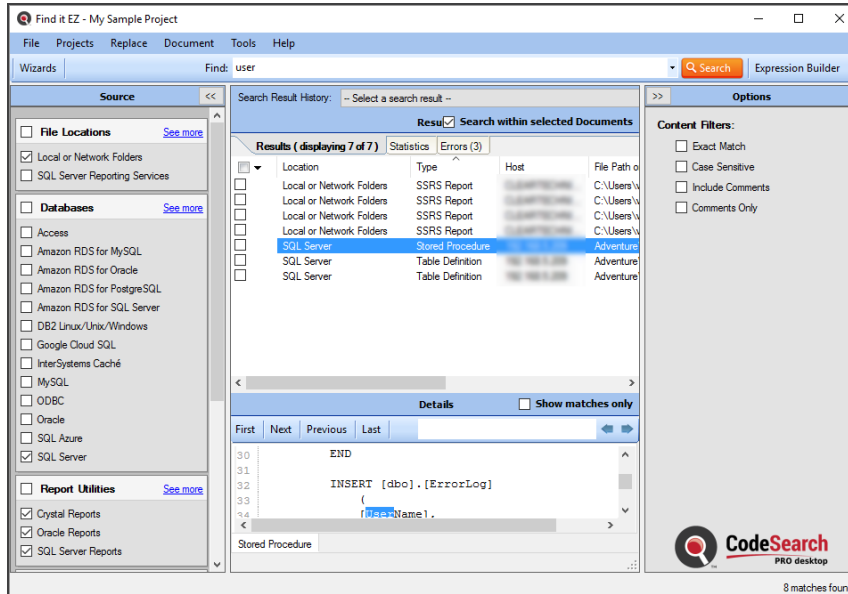 Find it EZ - My Sample Project
File Projects Replace Document Tools Help
Wizards Find: user Search Expression Builder
Source <<
File Locations See more
Local or Network Folders
SQL Server Reporting Services
Databases See more
Access
Amazon RDS for MySQL
Amazon RDS for Oracle
Amazon RDS for PostgreSQL
Amazon RDS for SQL Server
DB2 Linux/Unix/Windows
Google Cloud SQL
InterSystems Caché
MySQL
ODBC
Oracle
SQL Azure
SQL Server
Report Utilities See more
Crystal Reports
Oracle Reports
SQL Server Reports
Search Result History: -- Select a search result --
Resu Search within selected Documents
Results ( displaying 7 of 7 ) Statistics Errors (3)
Location Type Host File Path o
Local or Network Folders SSRS Report C:\Users\v
Local or Network Folders SSRS Report C:\Users\v
Local or Network Folders SSRS Report C:\Users\v
Local or Network Folders SSRS Report C:\Users\v
SQL Server Stored Procedure Adventure
SQL Server Table Definition Adventure
SQL Server Table Definition Adventure
Details Show matches only
First Next Previous Last
30 END
31
32 INSERT [dbo].[ErrorLog]
33 (
34 [UserName],
Stored Procedure
>> Options
Content Filters:
Exact Match
Case Sensitive
Include Comments
Comments Only
CodeSearch
PRO desktop
8 matches foun